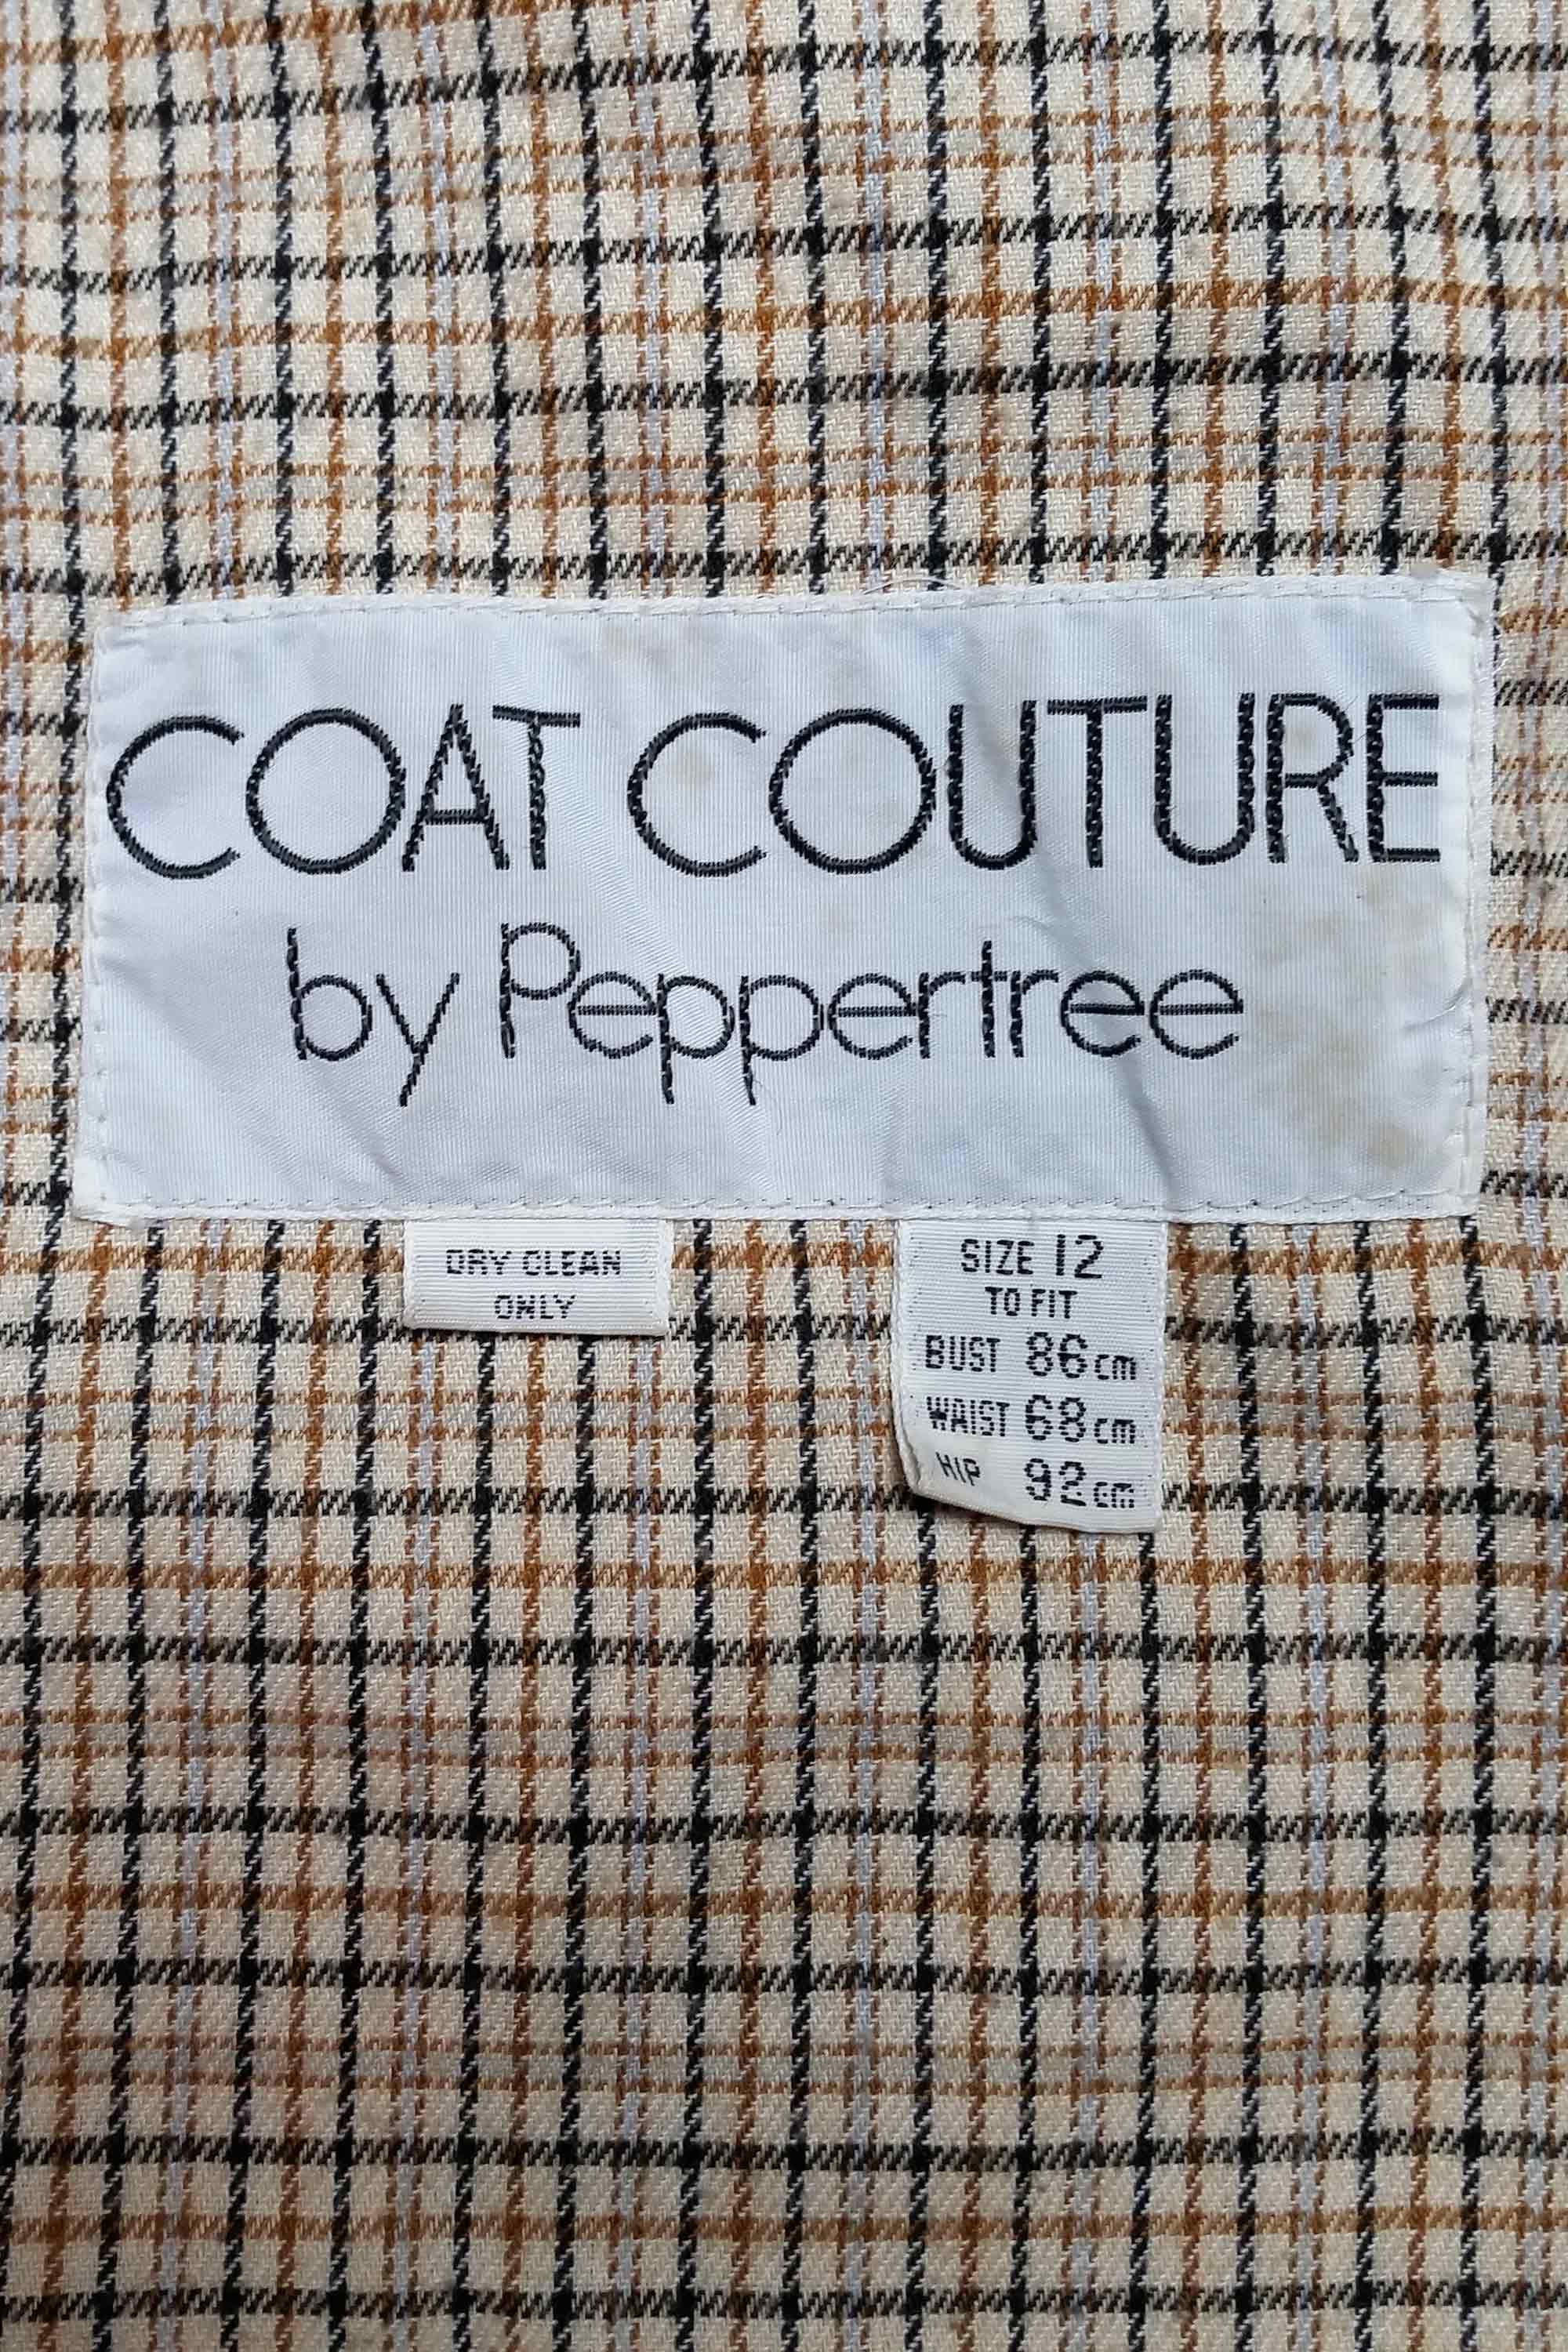 COAT COUTURE
by Peppertree
DRY CLEAN
ONLY
SIZE 12
TO FIT
BUST 86cm
WAIST 68cm
HIP 92cm